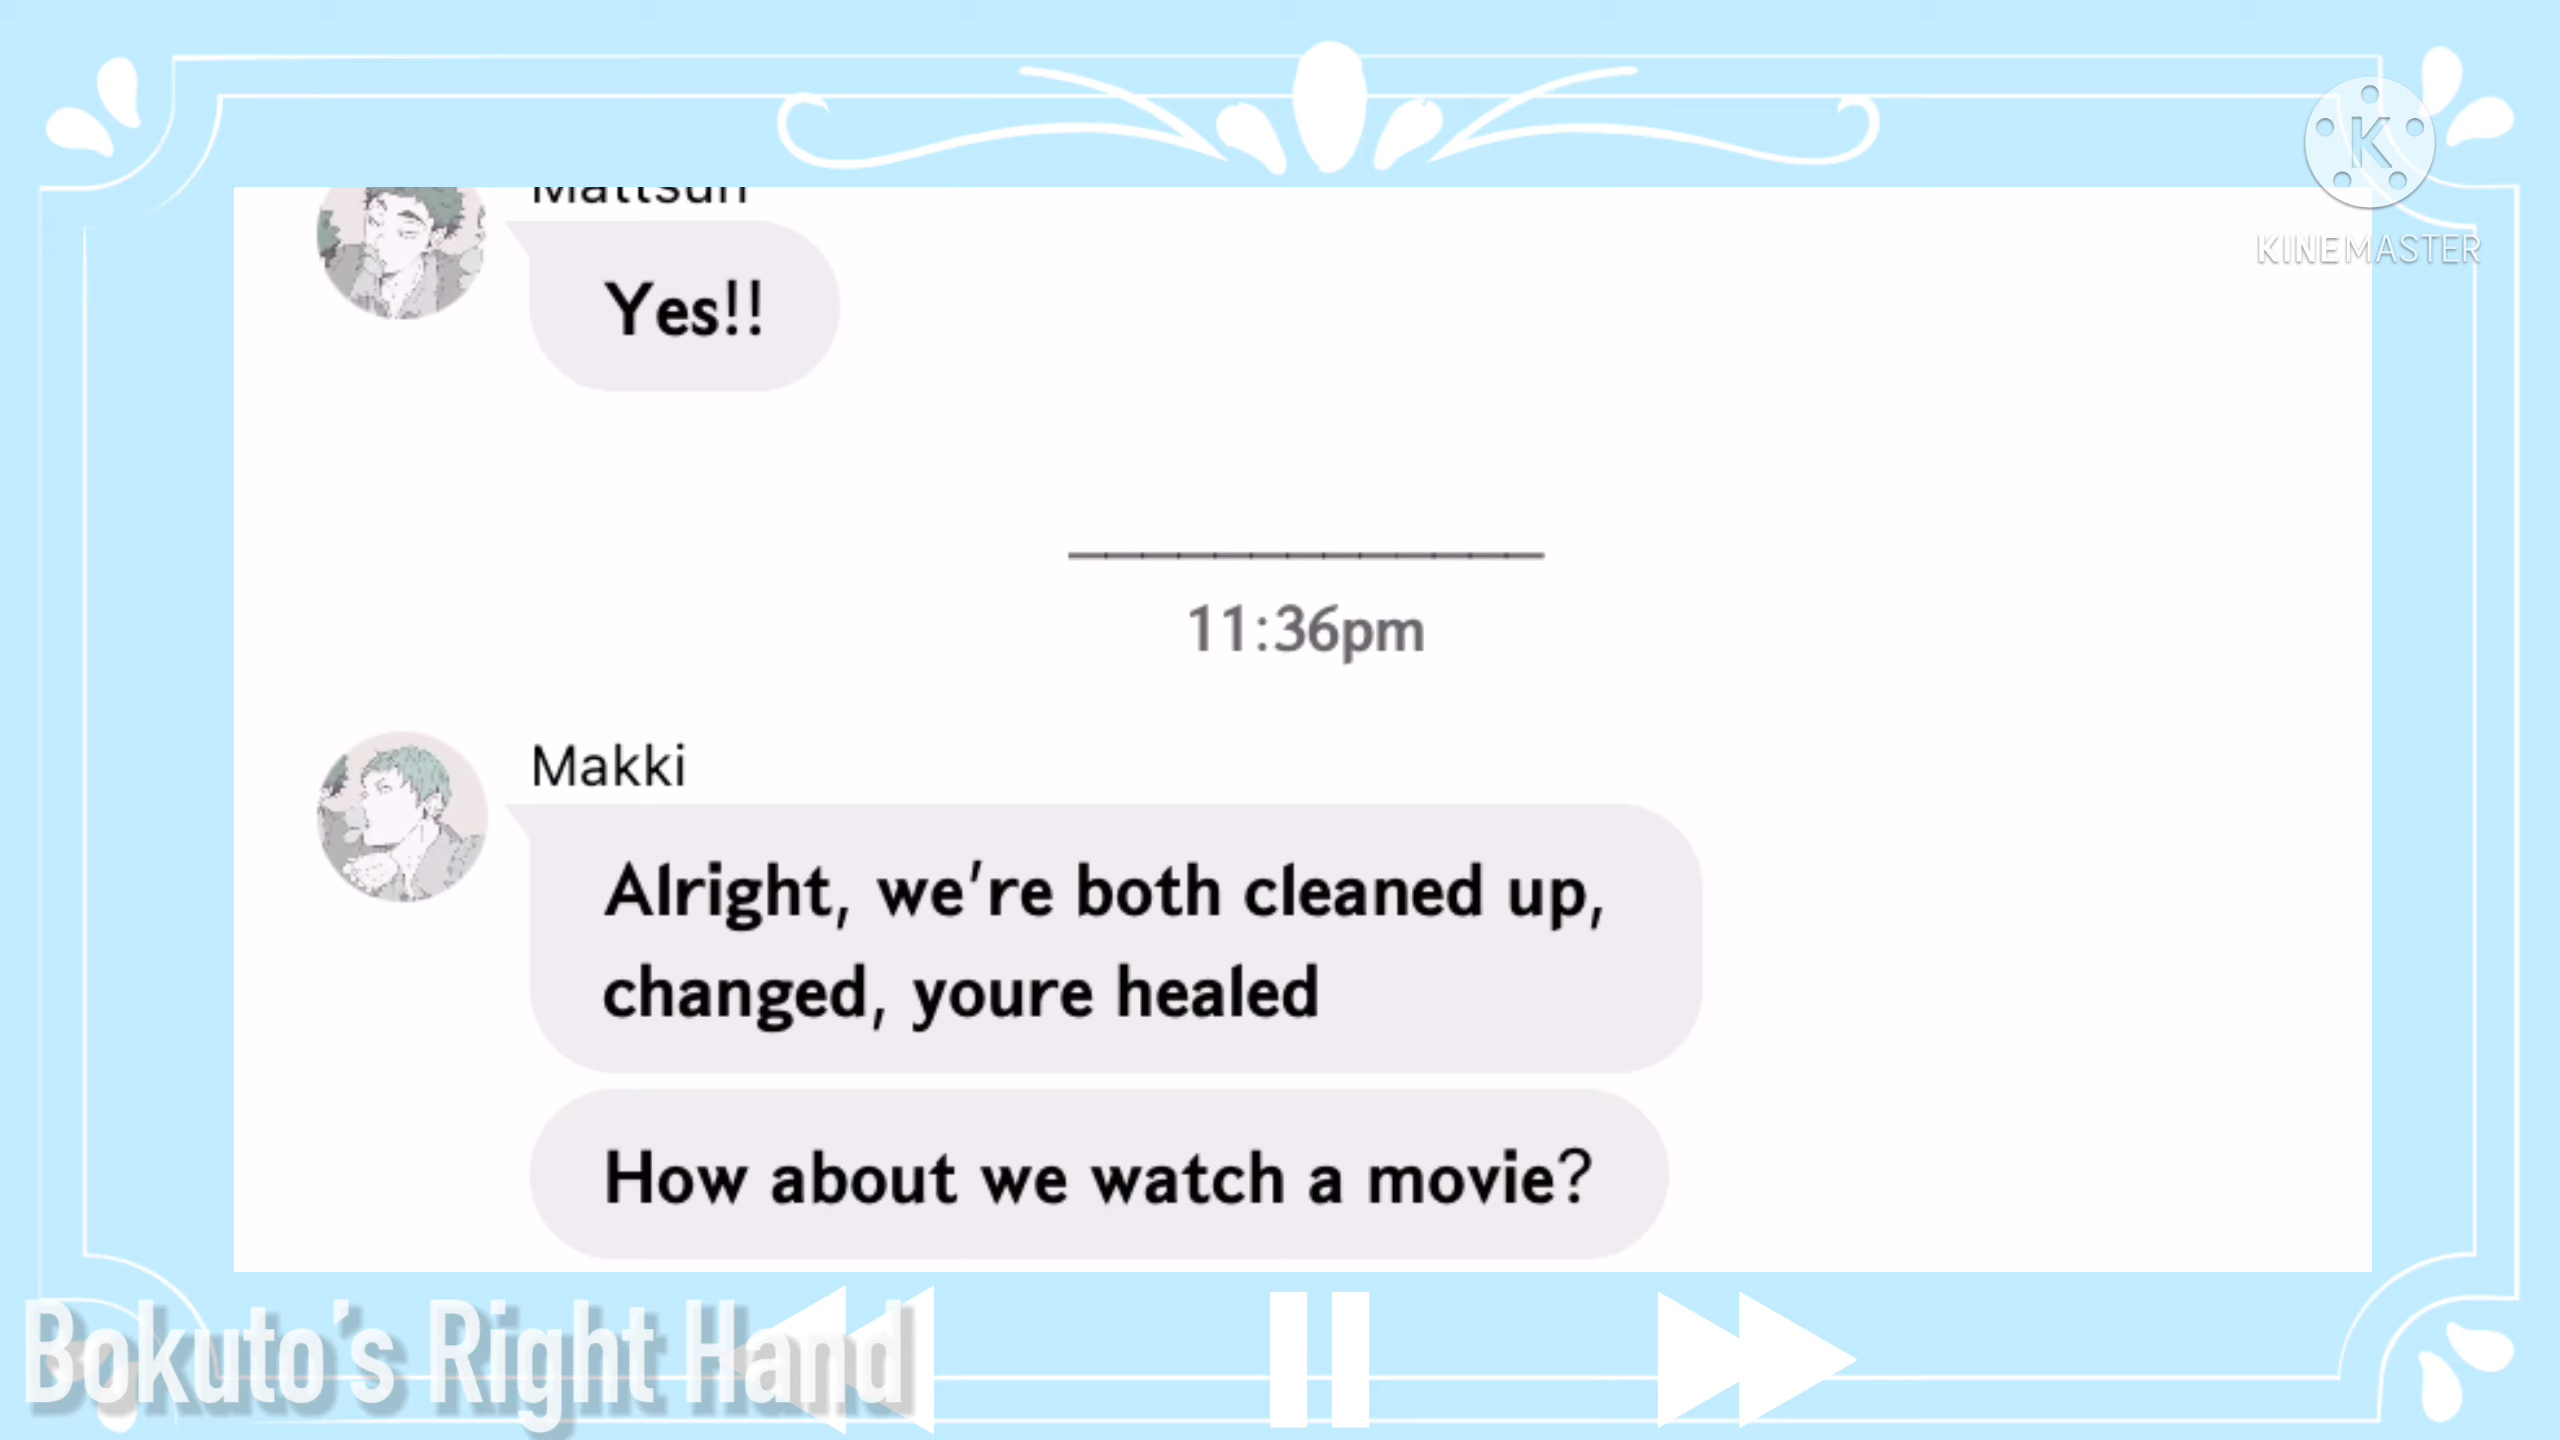 Mattsun
Yes!!
11:36pm
Makki
Alright, we're both cleaned up,
changed, youre healed
How about we watch a movie?
K
KINEMASTER
Bokuto's Right Hand